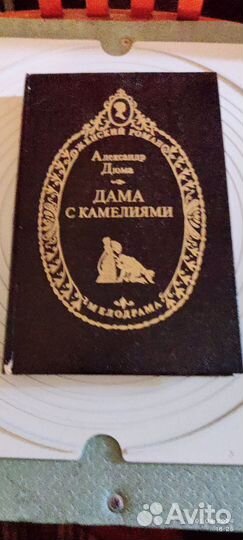 ЖЕНСКИЙ РОМАН
Александр
Дюма
ДАМА
С КАМЕЛИЯМИ
МЕЛОДРАМА
Avito